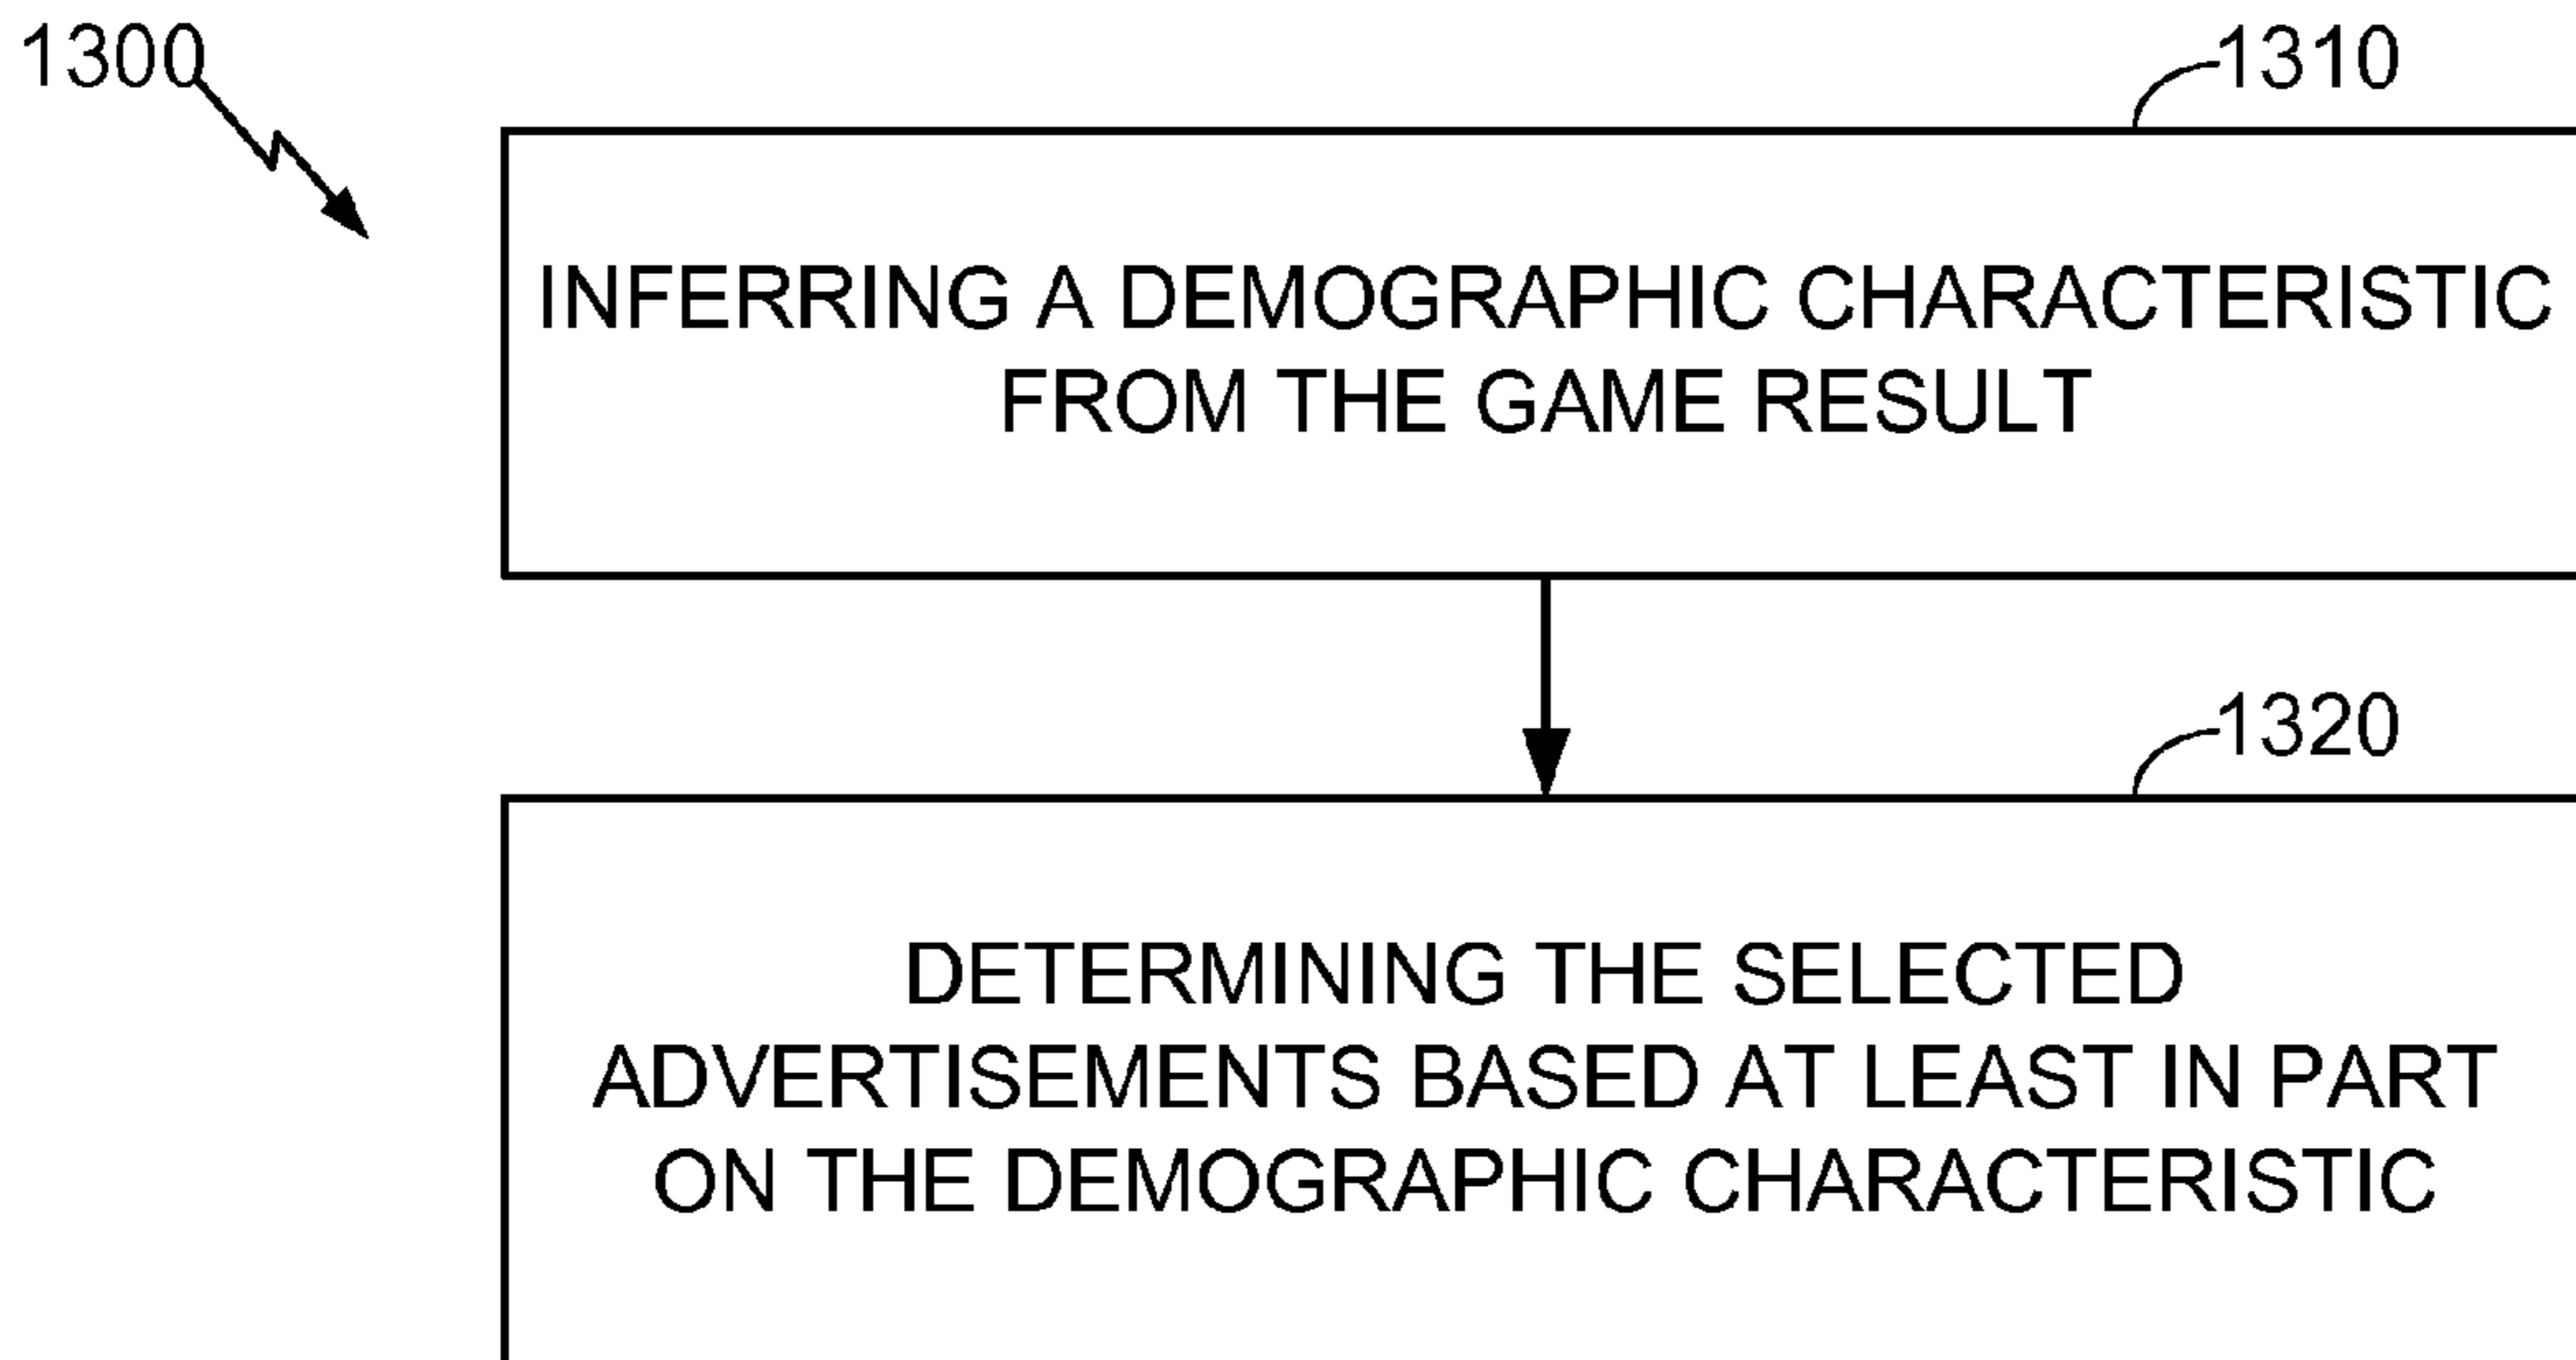 1300
1310
INFERRING A DEMOGRAPHIC CHARACTERISTIC
FROM THE GAME RESULT
1320
DETERMINING THE SELECTED
ADVERTISEMENTS BASED AT LEAST IN PART
ON THE DEMOGRAPHIC CHARACTERISTIC